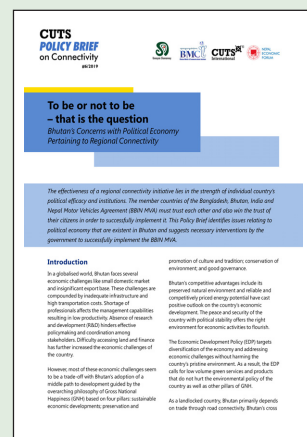 CUTS
POLICY BRIEF
on Connectivity
#6/2019
BMCI
CUTS
International
NEPAL
ECONOMIC
FORUM
To be or not to be
– that is the question
Bhutan's Concerns with Political Economy
Pertaining to Regional Connectivity
The effectiveness of a regional connectivity initiative lies in the strength of individual country's
political efficacy and institutions. The member countries of the Bangladesh, Bhutan, India and
Nepal Motor Vehicles Agreement (BBIN MVA) must trust each other and also win the trust of
their citizens in order to successfully implement it. This Policy Brief identifies issues relating to
political economy that are existent in Bhutan and suggests necessary interventions by the
government to successfully implement the BBIN MVA.
Introduction
In a globalised world, Bhutan faces several
economic challenges like small domestic market
and insignificant export base. These challenges are
compounded by inadequate infrastructure and
high transportation costs. Shortage of
professionals affects the management capabilities
resulting in low productivity. Absence of research
and development (R&D) hinders effective
policymaking and coordination among
stakeholders. Difficulty accessing land and finance
has further increased the economic challenges of
the country.
However, most of these economic challenges seem
to be a trade-off with Bhutan's adoption of a
middle path to development guided by the
overarching philosophy of Gross National
Happiness (GNH) based on four pillars: sustainable
economic developments; preservation and
promotion of culture and tradition; conservation of
environment; and good governance.
Bhutan's competitive advantages include its
preserved natural environment and reliable and
competitively priced energy potential have cast
positive outlook on the country's economic
development. The peace and security of the
country with political stability offers the right
environment for economic activities to flourish.
The Economic Development Policy (EDP) targets
diversification of the economy and addressing
economic challenges without harming the
country's pristine environment. As a result, the EDP
calls for low volume green services and products
that do not hurt the environmental policy of the
country as well as other pillars of GNH.
As a landlocked country, Bhutan primarily depends
on trade through road connectivity. Bhutan's cross